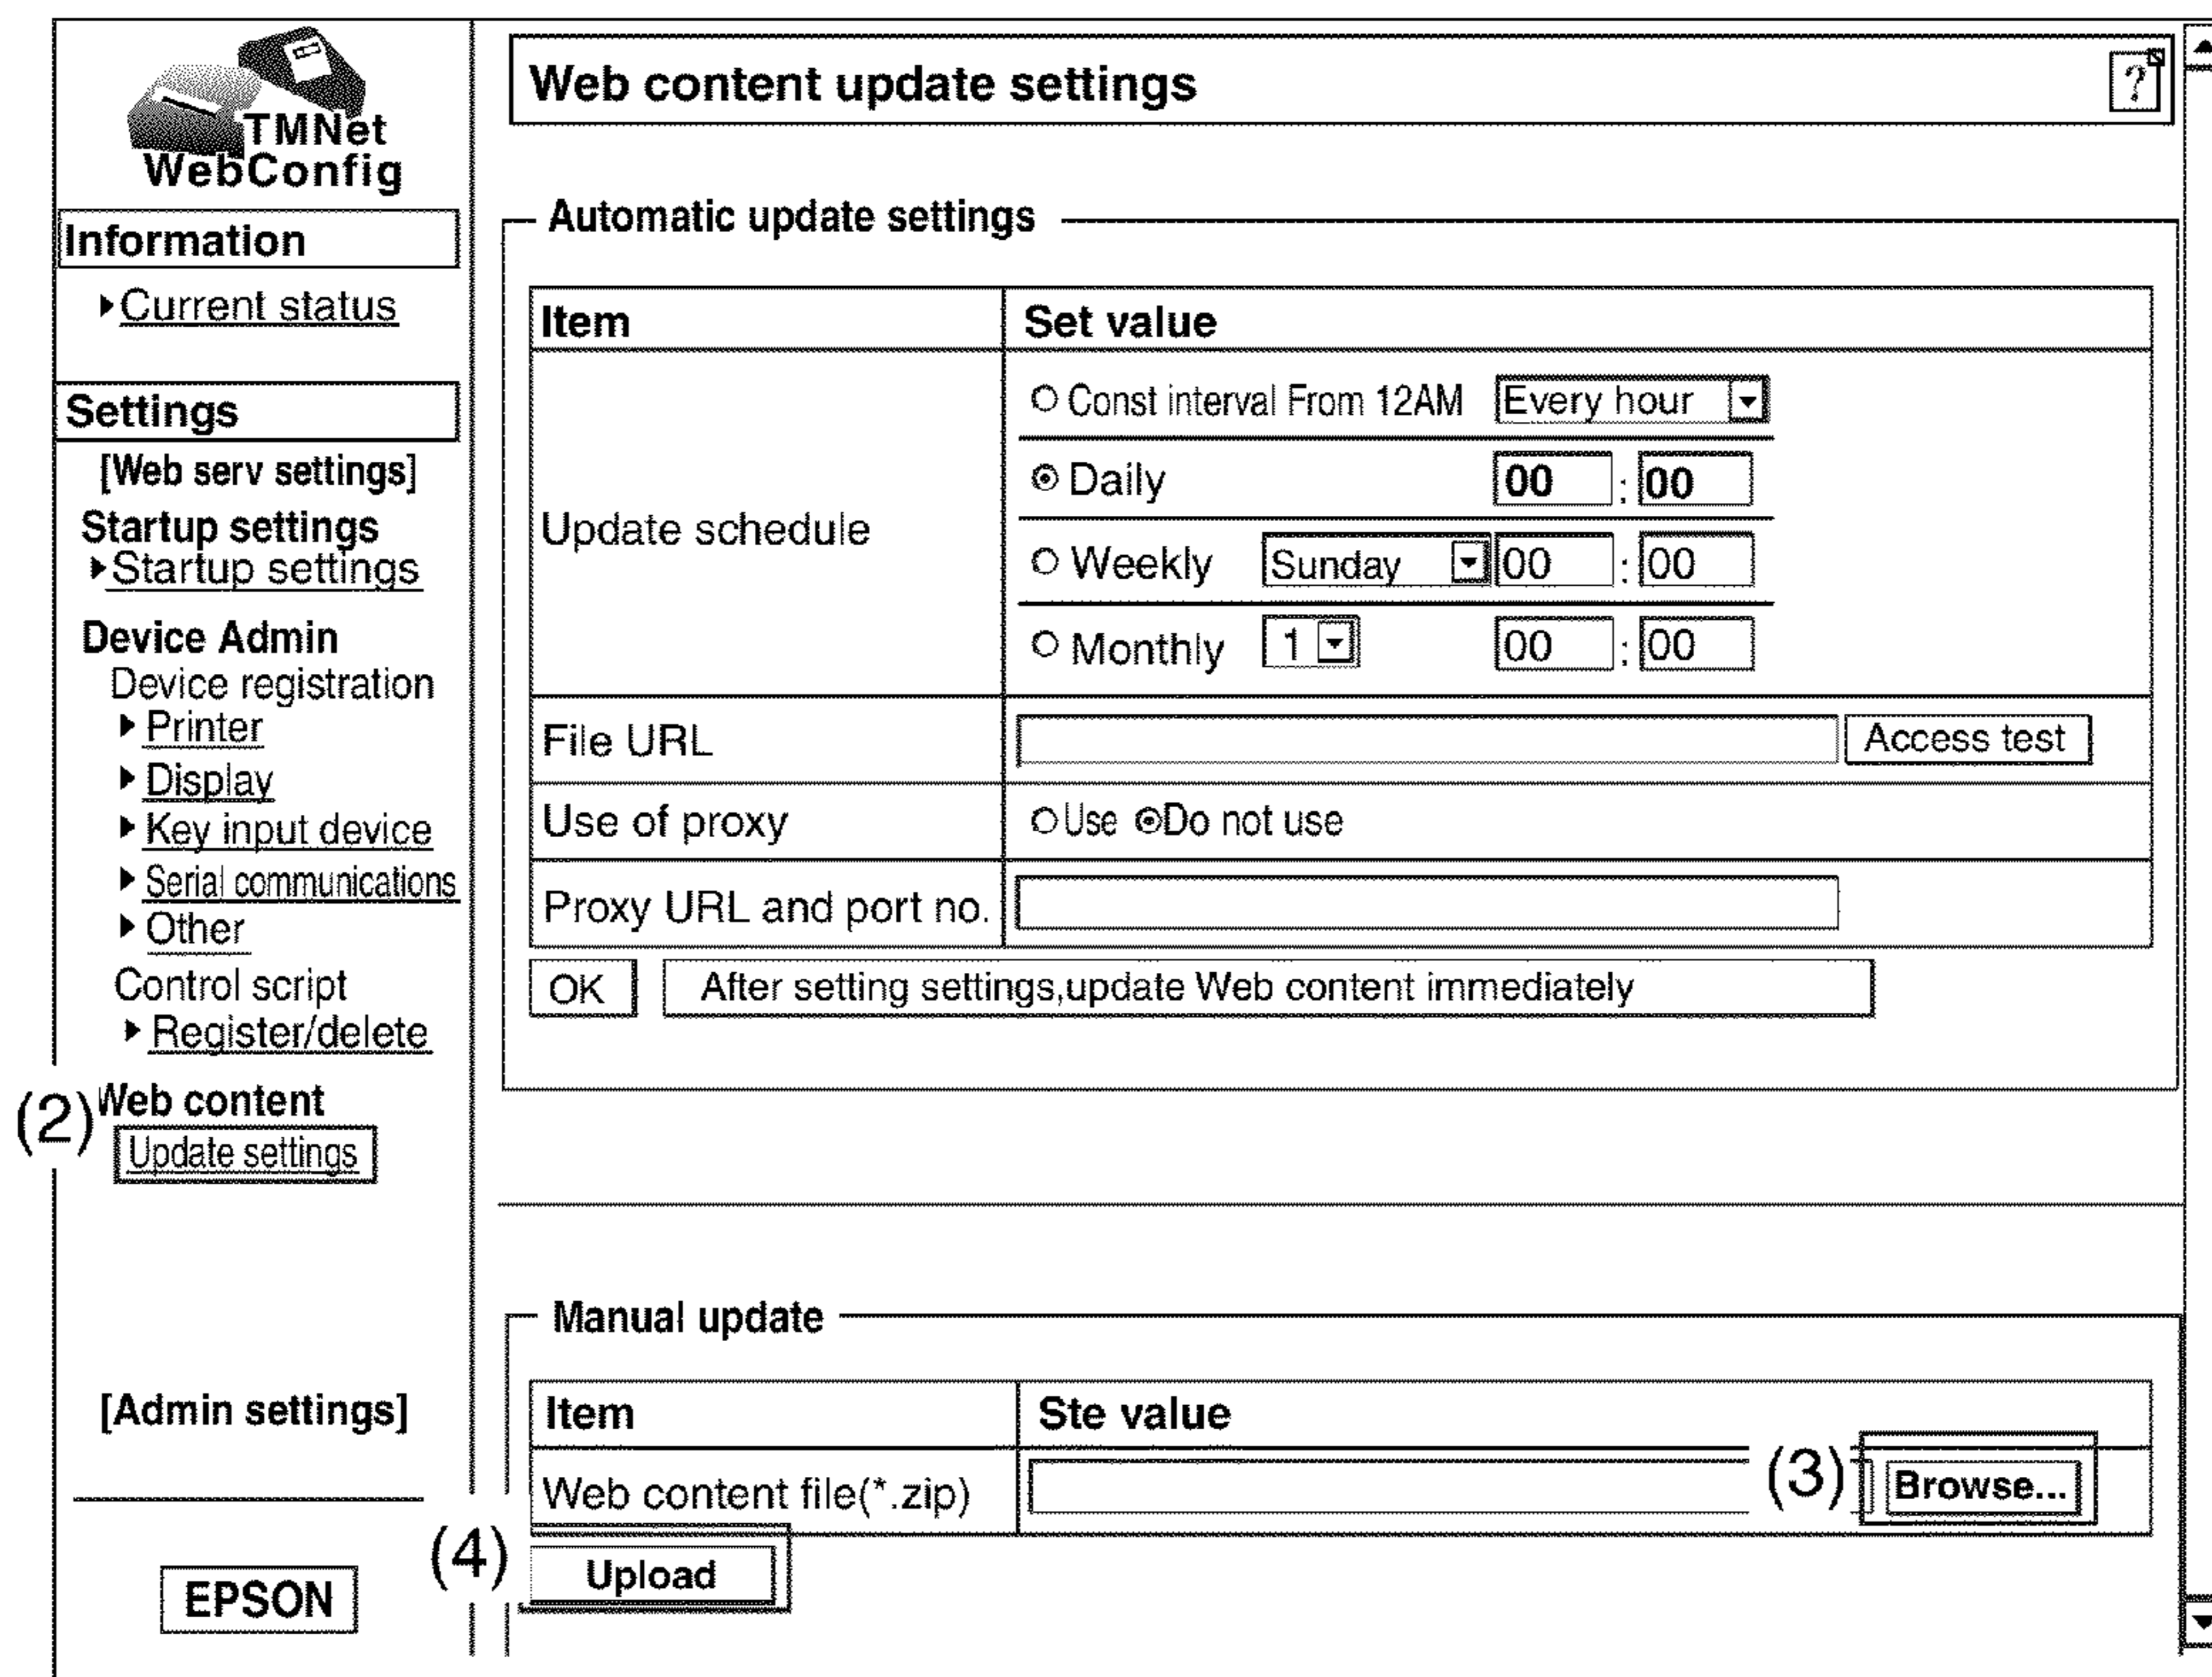 TMNet
WebConfig
Information
Current status
Settings
[Web serv settings]
Startup settings
Startup settings
Device Admin
Device registration
Printer
Display
Key input device
Serial communications
Other
Control script
Register/delete
(2) Web content
Update settings
[Admin settings]
EPSON
Web content update settings ?
Automatic update settings
Item Set value
Update schedule
Const interval From 12AM Every hour
Daily 00 : 00
Weekly Sunday 00 : 00
Monthly 1 00 : 00
File URL Access test
Use of proxy Use Do not use
Proxy URL and port no.
OK After setting settings,update Web content immediately
Manual update
Item Ste value
Web content file(*.zip) (3) Browse...
(4) Upload